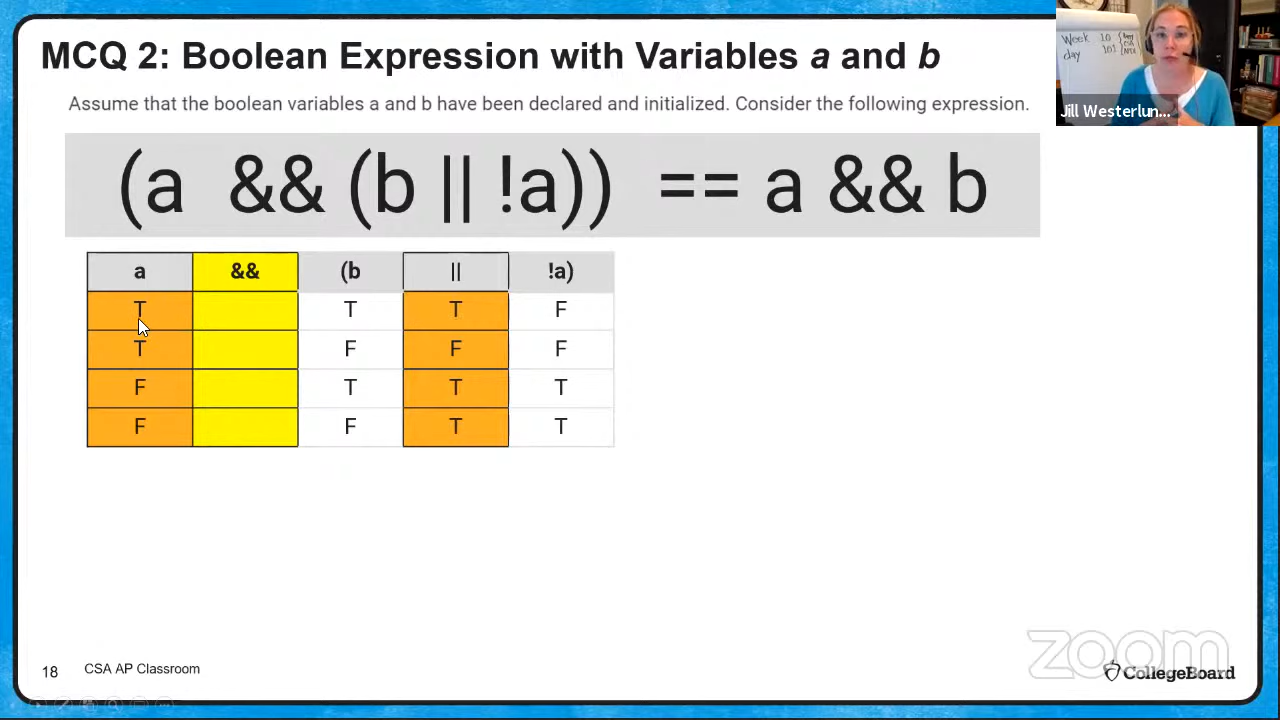 MCQ 2: Boolean Expression with Variables a and b
Assume that the boolean variables a and b have been declared and initialized. Consider the following expression.
(a && (b || !a)) == a && b
a && (b || !a)
T T T F
T F F F
F T T T
F F T T
Week 10
day 101
Jill Westerlun...
18 CSA AP Classroom
zoom
CollegeBoard